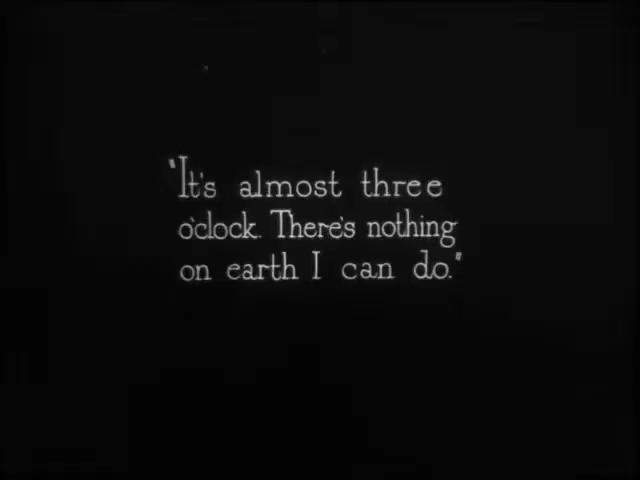 "It's almost three
o'clock. There's nothing
on earth I can do."